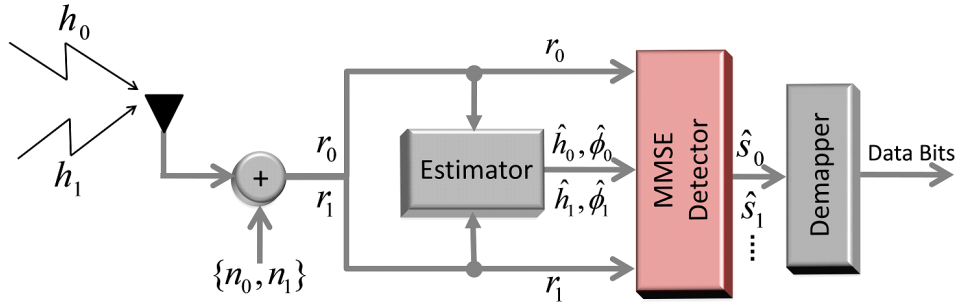 h₀
h₁
+
{n₀, n₁}
r₀
r₁
r₀
Estimator
ĥ₀, ϕ̂₀
ĥ₁, ϕ̂₁
r₁
MMSE
Detector
ŝ₀
ŝ₁
....
Demapper
Data Bits